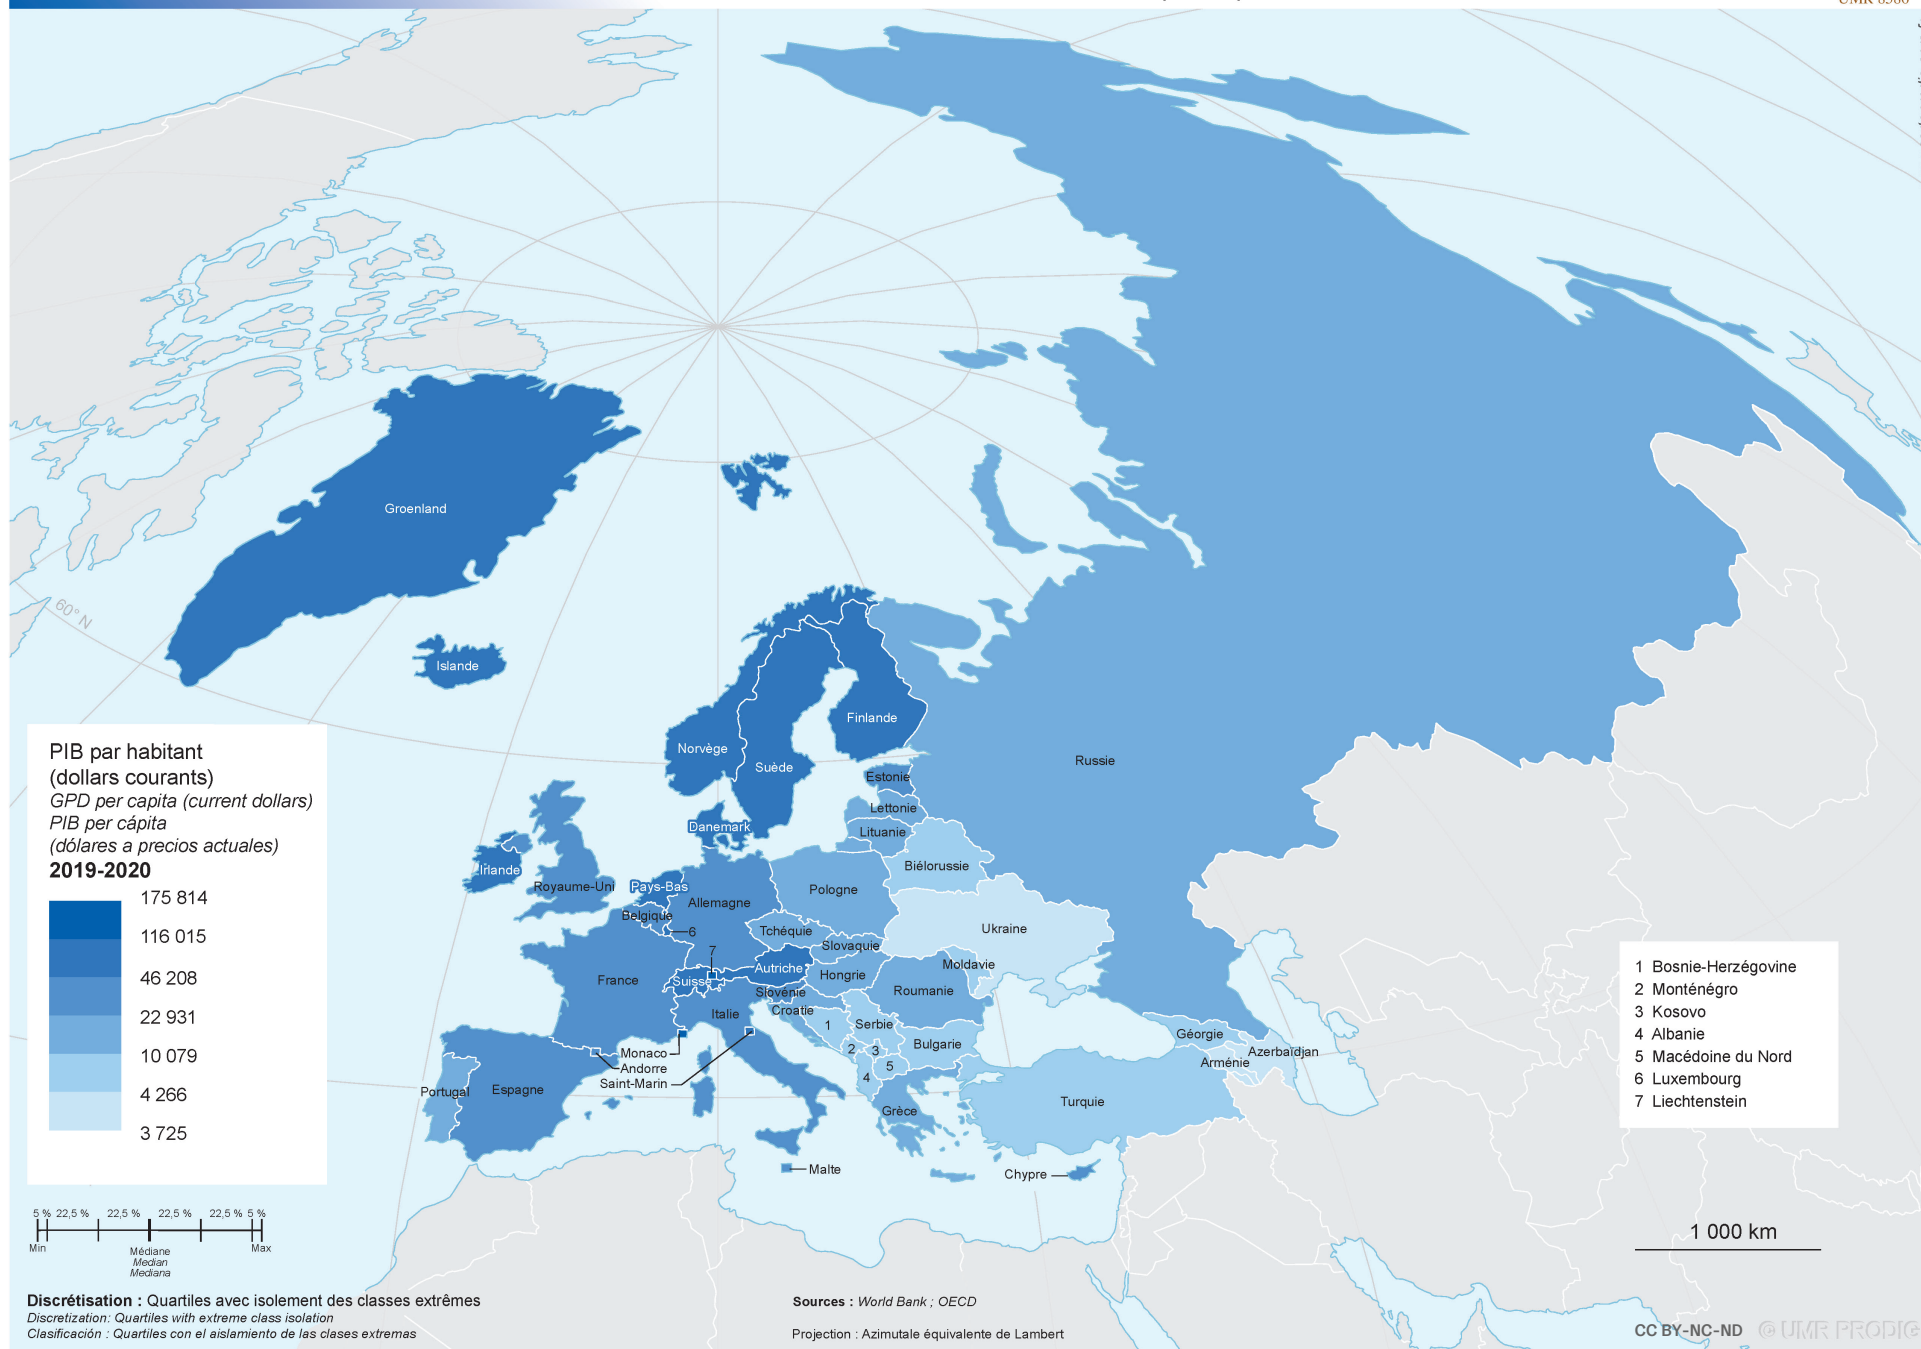 UMR 8586
60° N
Groenland
Islande
Norvège
Suède
Finlande
Russie
Estonie
Lettonie
Lituanie
Danemark
Biélorussie
Irlande
Royaume-Uni
Pays-Bas
Pologne
Allemagne
Belgique
6
Tchéquie
Ukraine
Slovaquie
7
Autriche
Moldavie
Hongrie
France
Suisse
Slovénie
Roumanie
Croatie
Italie
1
Serbie
Géorgie
Bulgarie
2
3
Azerbaïdjan
Monaco
Andorre
Arménie
Saint-Marin
4
5
Portugal
Espagne
Turquie
Grèce
Malte
Chypre
PIB par habitant
(dollars courants)
GPD per capita (current dollars)
PIB per cápita
(dólares a precios actuales)
2019-2020
175 814
116 015
46 208
22 931
10 079
4 266
3 725
1 Bosnie-Herzégovine
2 Monténégro
3 Kosovo
4 Albanie
5 Macédoine du Nord
6 Luxembourg
7 Liechtenstein
5 % 22,5 % 22,5 % 22,5 % 22,5 % 5 %
Min
Médiane
Median
Mediana
Max
1 000 km
Discrétisation : Quartiles avec isolement des classes extrêmes
Discretization: Quartiles with extreme class isolation
Clasificación : Quartiles con el aislamiento de las clases extremas
Sources : World Bank ; OECD
Projection : Azimutale équivalente de Lambert
CC BY-NC-ND © UMR PRODIG